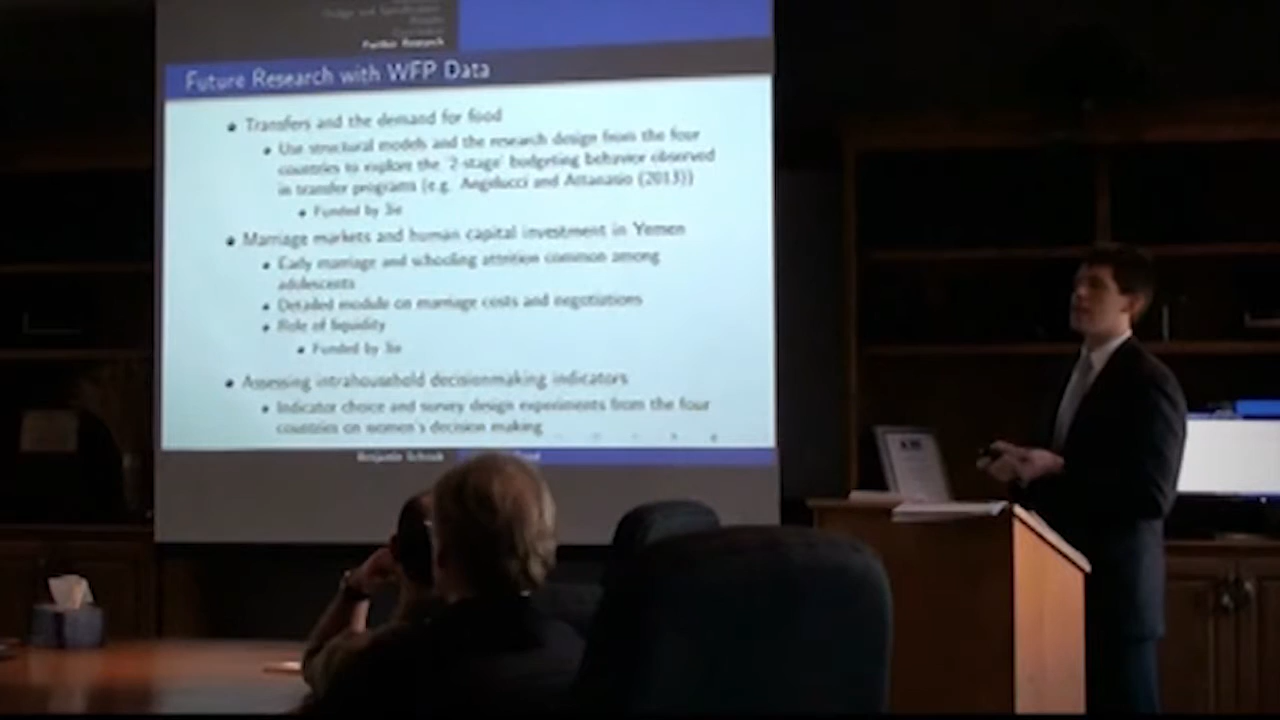 Further Research
Future Research with WFP Data
Transfers and the demand for food
Use structural models and the research design from the four
countries to explore the '2-stage' budgeting behavior observed
in transfer programs (e.g. Angelucci and Attanasio (2013))
Funded by 3ie
Marriage markets and human capital investment in Yemen
Early marriage and schooling attrition common among
adolescents
Detailed module on marriage costs and negotiations
Role of liquidity
Funded by 3ie
Assessing intrahousehold decisionmaking indicators
Indicator choice and survey design experiments from the four
countries on women's decision making
Benjamin Schwab